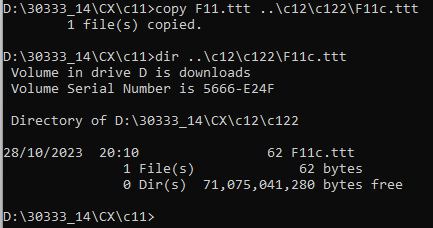 D:\30333_14\CX\c11>copy F11.ttt ..\c12\c122\F11c.ttt
        1 file(s) copied.
D:\30333_14\CX\c11>dir ..\c12\c122\F11c.ttt
 Volume in drive D is downloads
 Volume Serial Number is 5666-E24F
 Directory of D:\30333_14\CX\c12\c122
28/10/2023  20:10                62 F11c.ttt
               1 File(s)             62 bytes
               0 Dir(s)  71,075,041,280 bytes free
D:\30333_14\CX\c11>